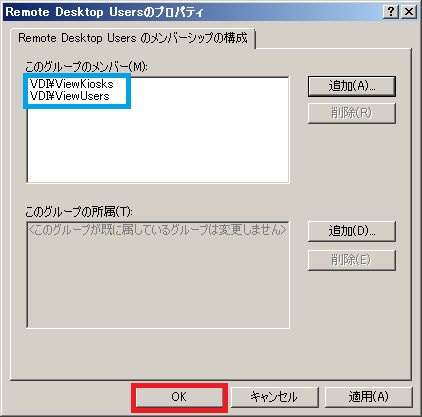 Remote Desktop Usersのプロパティ
Remote Desktop Users のメンバーシップの構成
このグループのメンバー(M):
VDI¥ViewKiosks
VDI¥ViewUsers
追加(A)...
削除(R)
このグループの所属(T):
<このグループが既に属しているグループは変更しません>
追加(D)...
削除(E)
OK
キャンセル
適用(A)